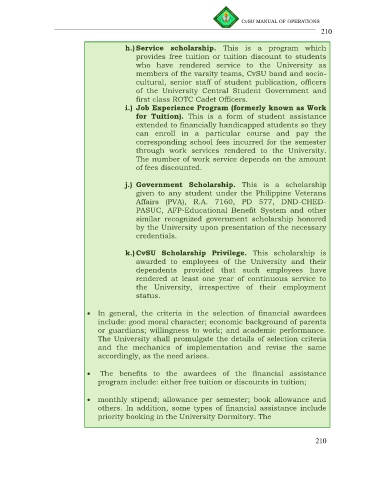 CvSU MANUAL OF OPERATIONS
210
h.) Service scholarship. This is a program which
provides free tuition or tuition discount to students
who have rendered service to the University as
members of the varsity teams, CvSU band and socio-
cultural, senior staff of student publication, officers
of the University Central Student Government and
first class ROTC Cadet Officers.
i.) Job Experience Program (formerly known as Work
for Tuition). This is a form of student assistance
extended to financially handicapped students so they
can enroll in a particular course and pay the
corresponding school fees incurred for the semester
through work services rendered to the University.
The number of work service depends on the amount
of fees discounted.
j.) Government Scholarship. This is a scholarship
given to any student under the Philippine Veterans
Affairs (PVA), R.A. 7160, PD 577, DND-CHED-
PASUC, AFP-Educational Benefit System and other
similar recognized government scholarship honored
by the University upon presentation of the necessary
credentials.
k.) CvSU Scholarship Privilege. This scholarship is
awarded to employees of the University and their
dependents provided that such employees have
rendered at least one year of continuous service to
the University, irrespective of their employment
status.
• In general, the criteria in the selection of financial awardees
include: good moral character; economic background of parents
or guardians; willingness to work; and academic performance.
The University shall promulgate the details of selection criteria
and the mechanics of implementation and revise the same
accordingly, as the need arises.
• The benefits to the awardees of the financial assistance
program include: either free tuition or discounts in tuition;
• monthly stipend; allowance per semester; book allowance and
others. In addition, some types of financial assistance include
priority booking in the University Dormitory. The
210